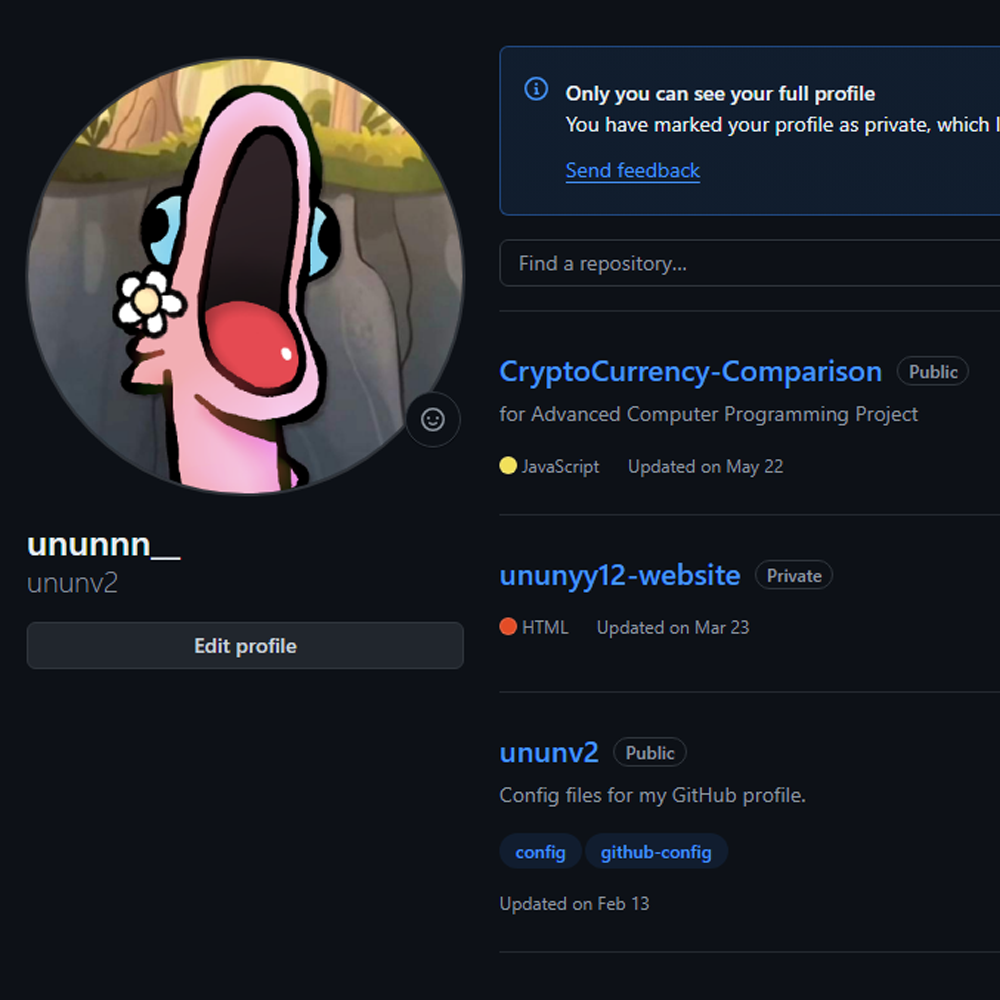 Only you can see your full profile
You have marked your profile as private, which
Send feedback
Find a repository...
ununnn__
ununv2
Edit profile
CryptoCurrency-Comparison Public
for Advanced Computer Programming Project
JavaScript Updated on May 22
ununyy12-website Private
HTML Updated on Mar 23
ununv2 Public
Config files for my GitHub profile.
config github-config
Updated on Feb 13